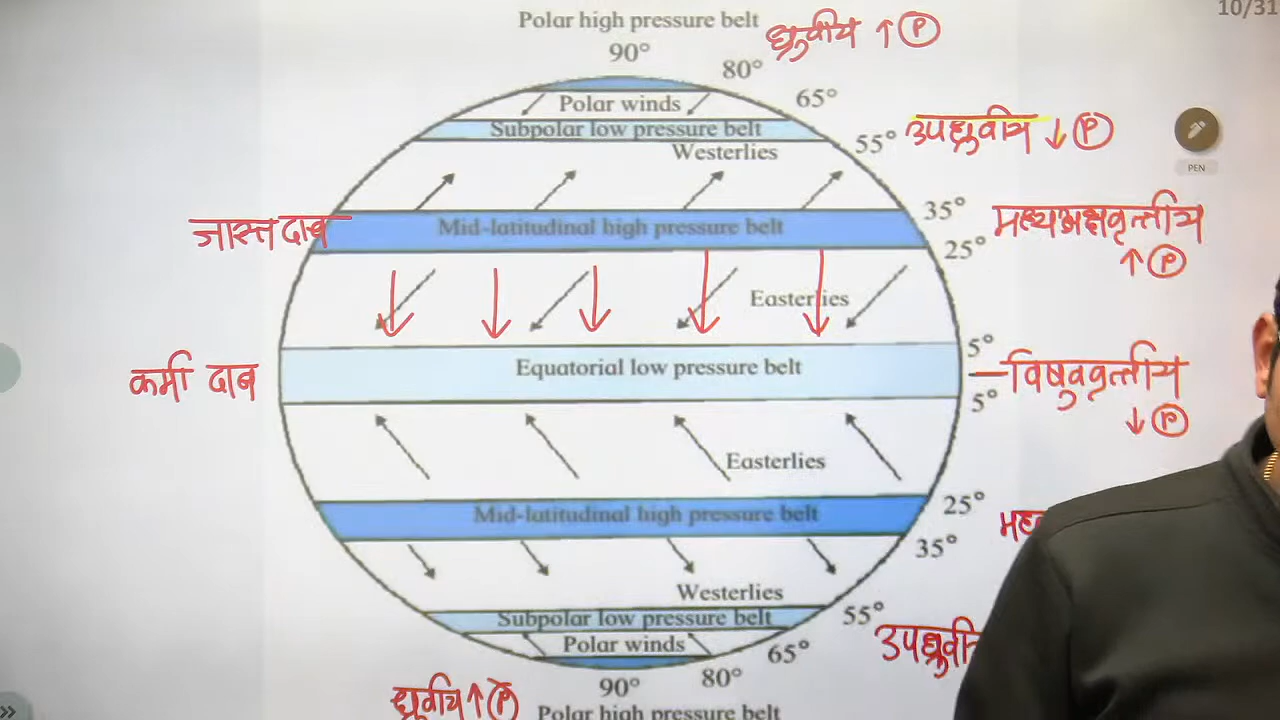 10/31
Polar high pressure belt
ध्रुवीय ↑ (P)
90°
80°
65°
Polar winds
Subpolar low pressure belt
55°
उपध्रुवीय ↓ (P)
Westerlies
PEN
35°
मध्यअक्षवृत्तीय
जास्त दाब
Mid-latitudinal high pressure belt
25°
↑ (P)
Easterlies
5°
कमी दाब
Equatorial low pressure belt
विषुववृत्तीय
5°
↓ (P)
Easterlies
25°
Mid-latitudinal high pressure belt
35°
Westerlies
55°
Subpolar low pressure belt
Polar winds
65°
80°
90°
ध्रुवीय ↑ (P)
Polar high pressure belt